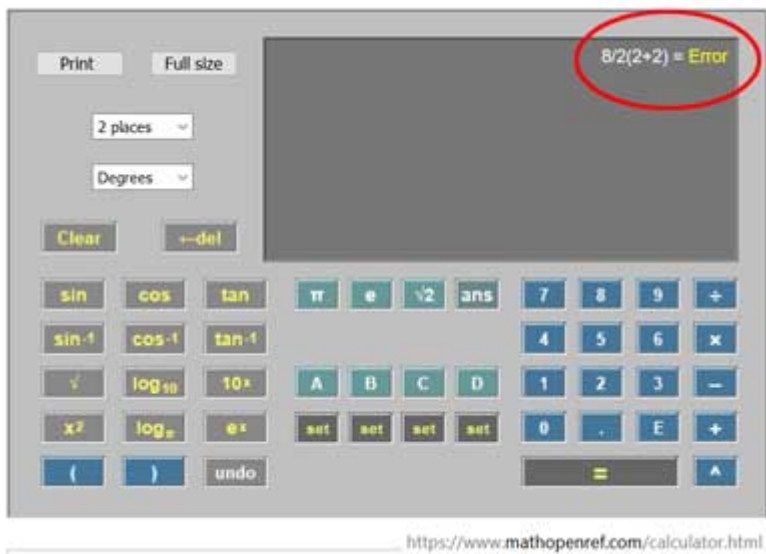 8/2(2+2) = Error
Print Full size
2 places
Degrees
Clear ←del
sin cos tan π e √2 ans 7 8 9 ÷
sin-1 cos-1 tan-1 4 5 6 ×
√ log10 10x A B C D 1 2 3 −
x2 loge ex set set set set 0 . E +
( ) undo = ^
https://www.mathopenref.com/calculator.html